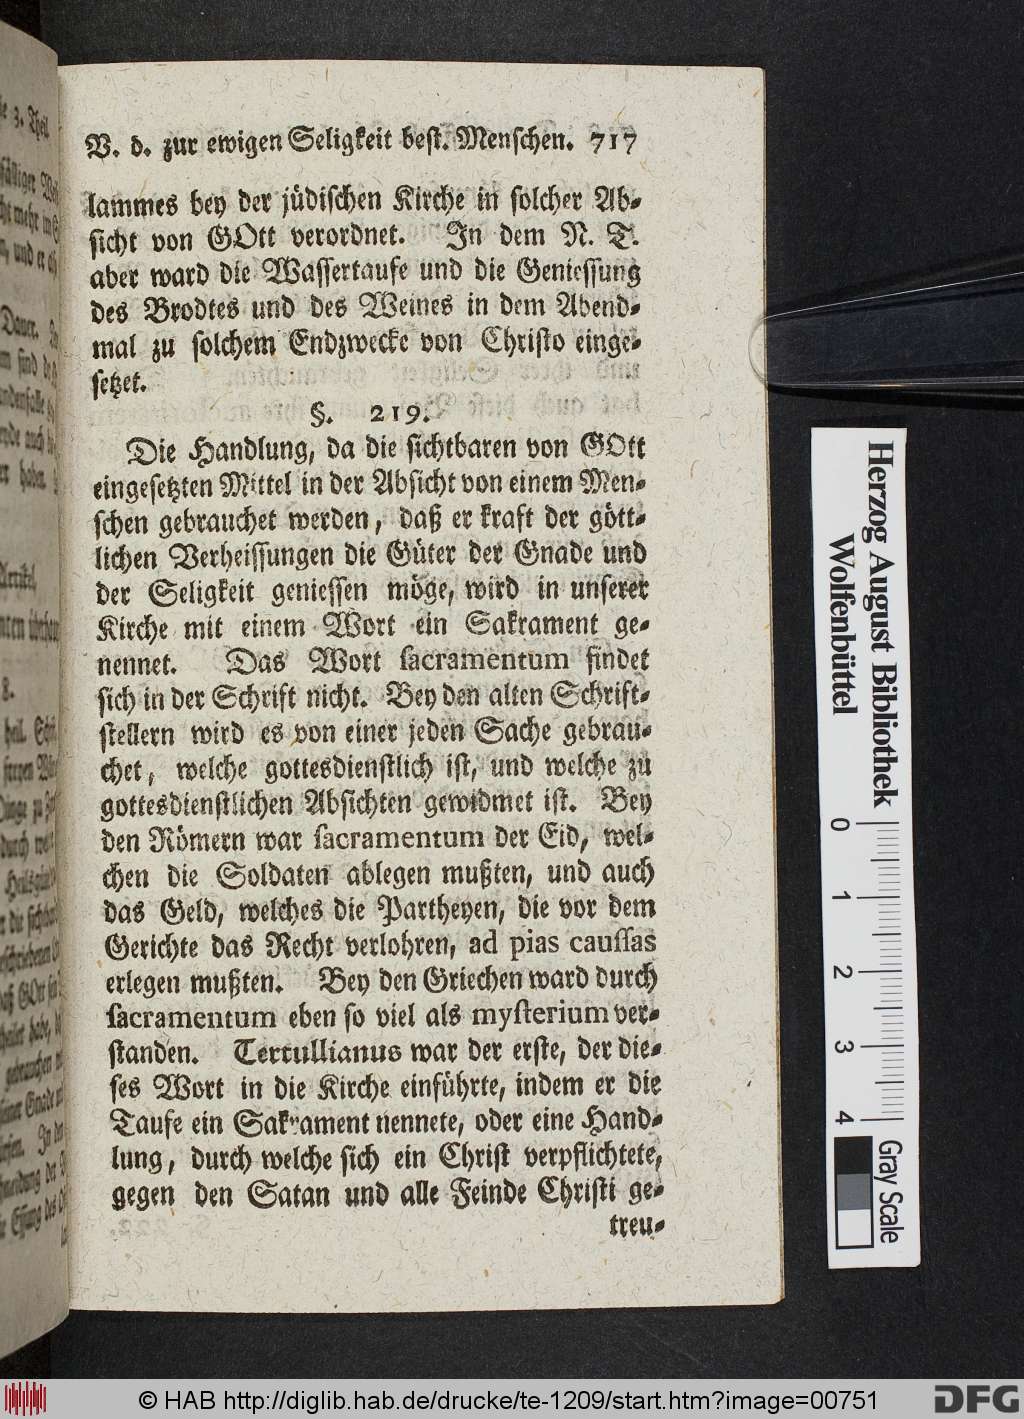 V. d. zur ewigen Seligkeit best. Menschen. 717
lammes bey der jüdischen Kirche in solcher Ab-
sicht von GOtt verordnet. In dem N. T.
aber ward die Wassertaufe und die Geniessung
des Brodtes und des Weines in dem Abend-
mal zu solchem Endzwecke von Christo einge-
setzet.
§. 219.
Die Handlung, da die sichtbaren von GOtt
eingesetzten Mittel in der Absicht von einem Men-
schen gebrauchet werden, daß er kraft der gött-
lichen Verheissungen die Güter der Gnade und
der Seligkeit geniessen möge, wird in unserer
Kirche mit einem Wort ein Sakrament ge-
nennet. Das Wort sacramentum findet
sich in der Schrift nicht. Bey den alten Schrift-
stellern wird es von einer jeden Sache gebrau-
chet, welche gottesdienstlich ist, und welche zu
gottesdienstlichen Absichten gewidmet ist. Bey
den Römern war sacramentum der Eid, wel-
chen die Soldaten ablegen mußten, und auch
das Geld, welches die Partheyen, die vor dem
Gerichte das Recht verlohren, ad pias caussas
erlegen mußten. Bey den Griechen ward durch
sacramentum eben so viel als mysterium ver-
standen. Tertullianus war der erste, der die-
ses Wort in die Kirche einführte, indem er die
Taufe ein Sakrament nennete, oder eine Hand-
lung, durch welche sich ein Christ verpflichtete,
gegen den Satan und alle Feinde Christi ge-
treu-
Herzog August Bibliothek
Wolfenbüttel
0 1 2 3 4
Gray Scale
© HAB http://diglib.hab.de/drucke/te-1209/start.htm?image=00751
DFG